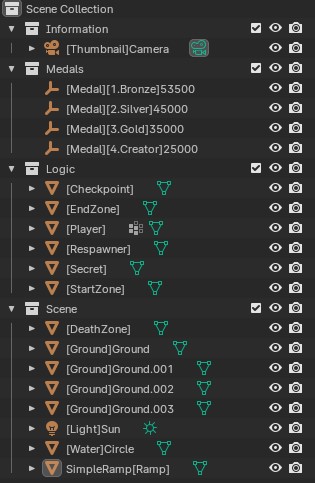 Scene Collection
Information
[Thumbnail]Camera
Medals
[Medal][1.Bronze]53500
[Medal][2.Silver]45000
[Medal][3.Gold]35000
[Medal][4.Creator]25000
Logic
[Checkpoint]
[EndZone]
[Player]
[Respawner]
[Secret]
[StartZone]
Scene
[DeathZone]
[Ground]Ground
[Ground]Ground.001
[Ground]Ground.002
[Ground]Ground.003
[Light]Sun
[Water]Circle
SimpleRamp[Ramp]